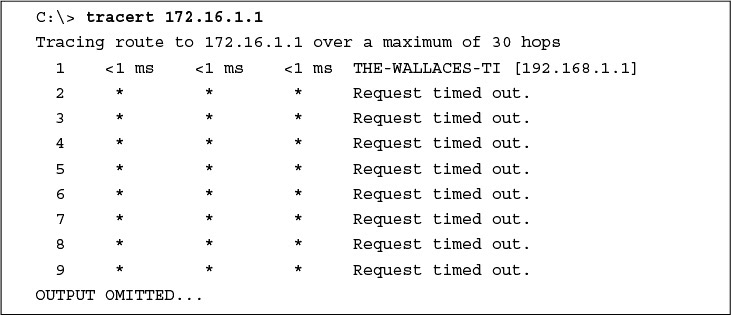 C:\> tracert 172.16.1.1
Tracing route to 172.16.1.1 over a maximum of 30 hops
1 <1 ms <1 ms <1 ms THE-WALLACES-TI [192.168.1.1]
2 * * * Request timed out.
3 * * * Request timed out.
4 * * * Request timed out.
5 * * * Request timed out.
6 * * * Request timed out.
7 * * * Request timed out.
8 * * * Request timed out.
9 * * * Request timed out.
OUTPUT OMITTED...